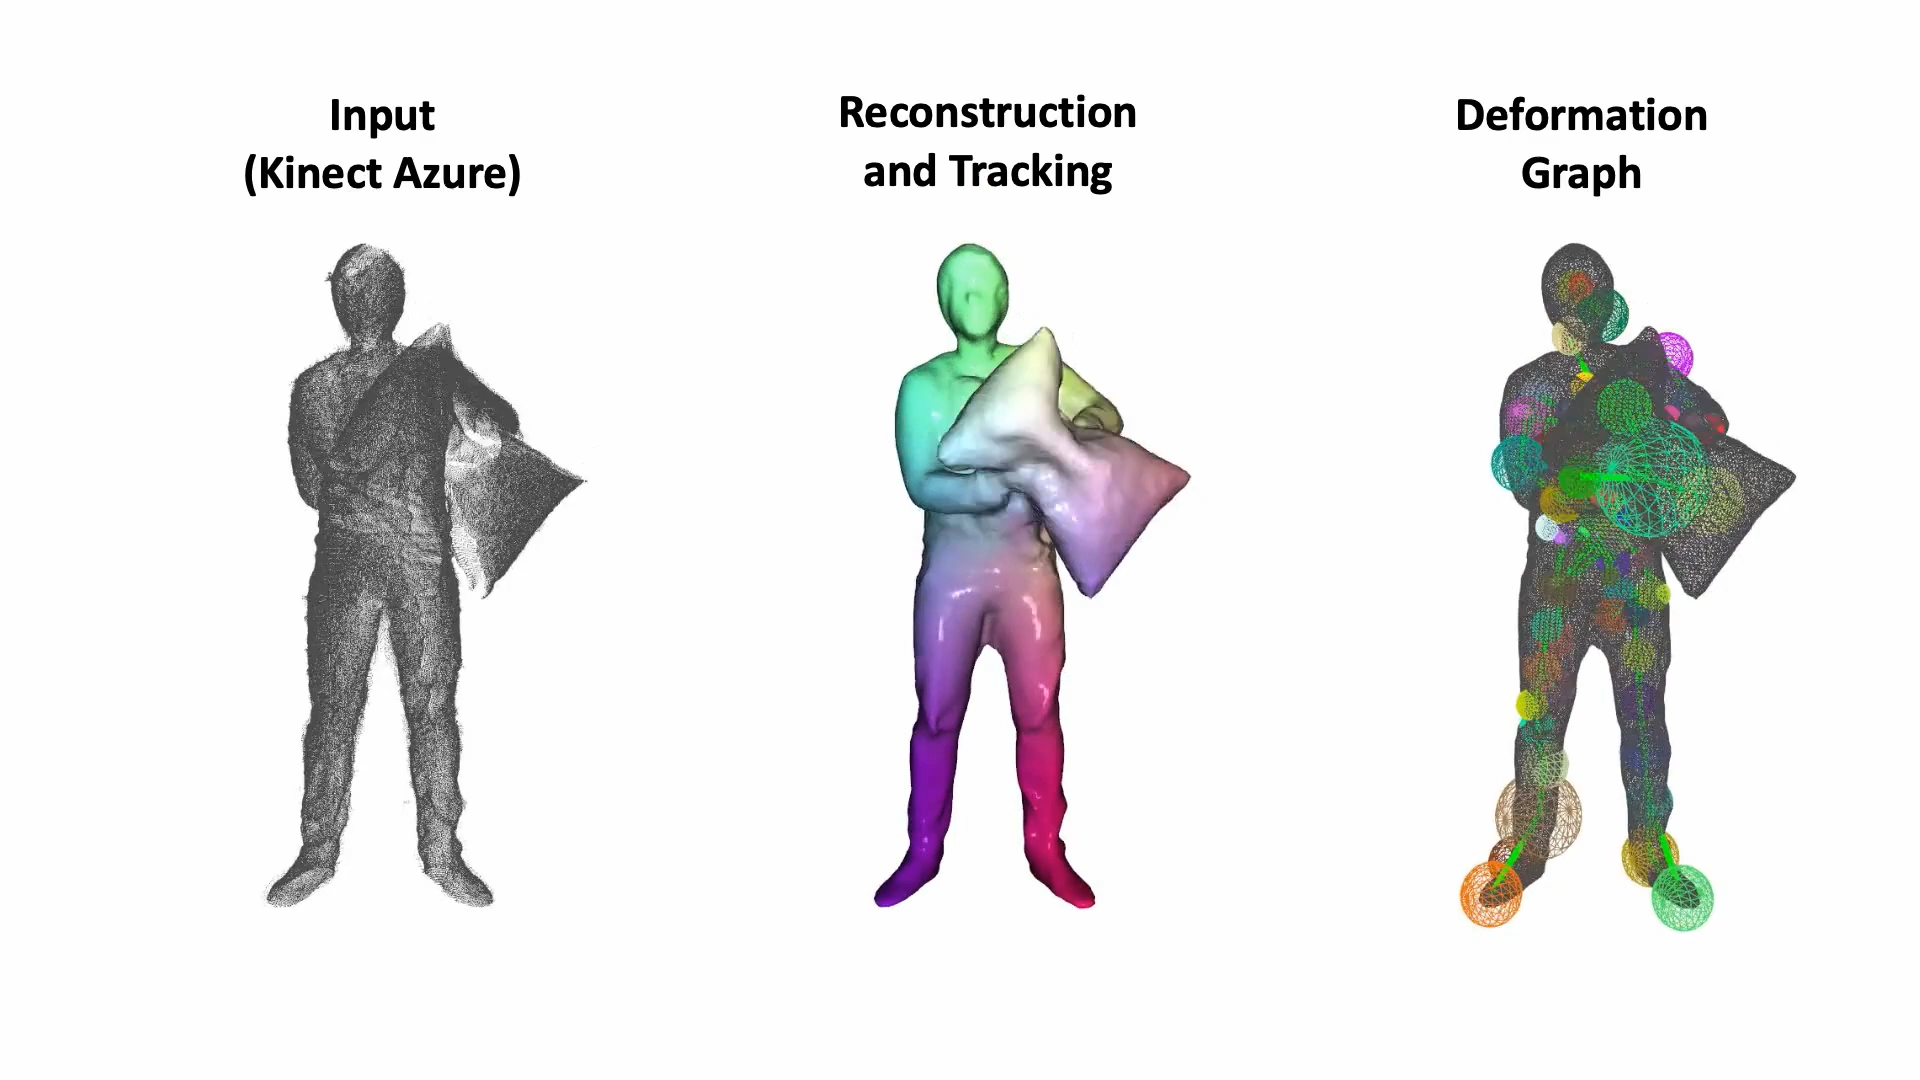 Input
(Kinect Azure)
Reconstruction
and Tracking
Deformation
Graph